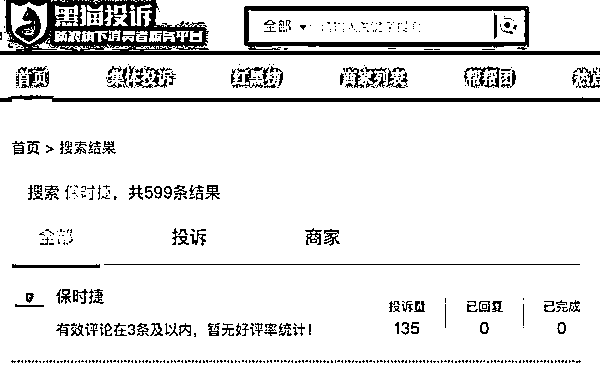 黑猫投诉
新浪旗下消费者服务平台
全部
首页 集体投诉 红黑榜 商家列表 帮帮团
首页 > 搜索结果
搜索 保时捷，共599条结果
全部 投诉 商家
保时捷
投诉量 已回复 已完成
有效评论在3条及以内，暂无好评率统计！
135 0 0